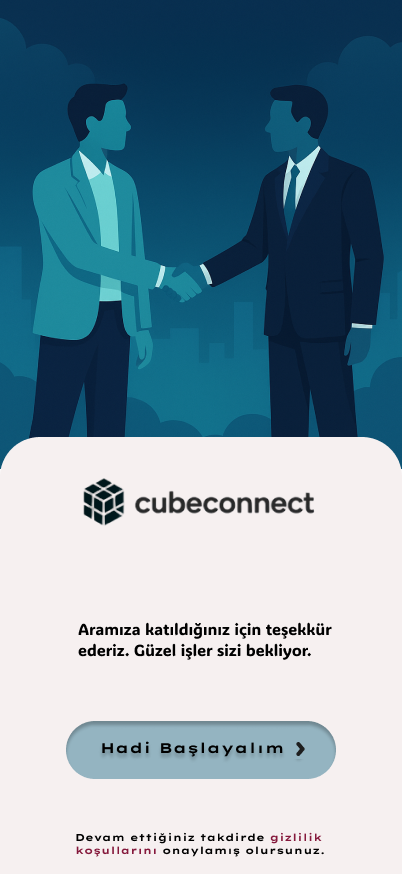 cubeconnect
Aramıza katıldığınız için teşekkür
ederiz. Güzel işler sizi bekliyor.
Hadi Başlayalım ›
Devam ettiğiniz takdirde gizlilik
koşullarını onaylamış olursunuz.